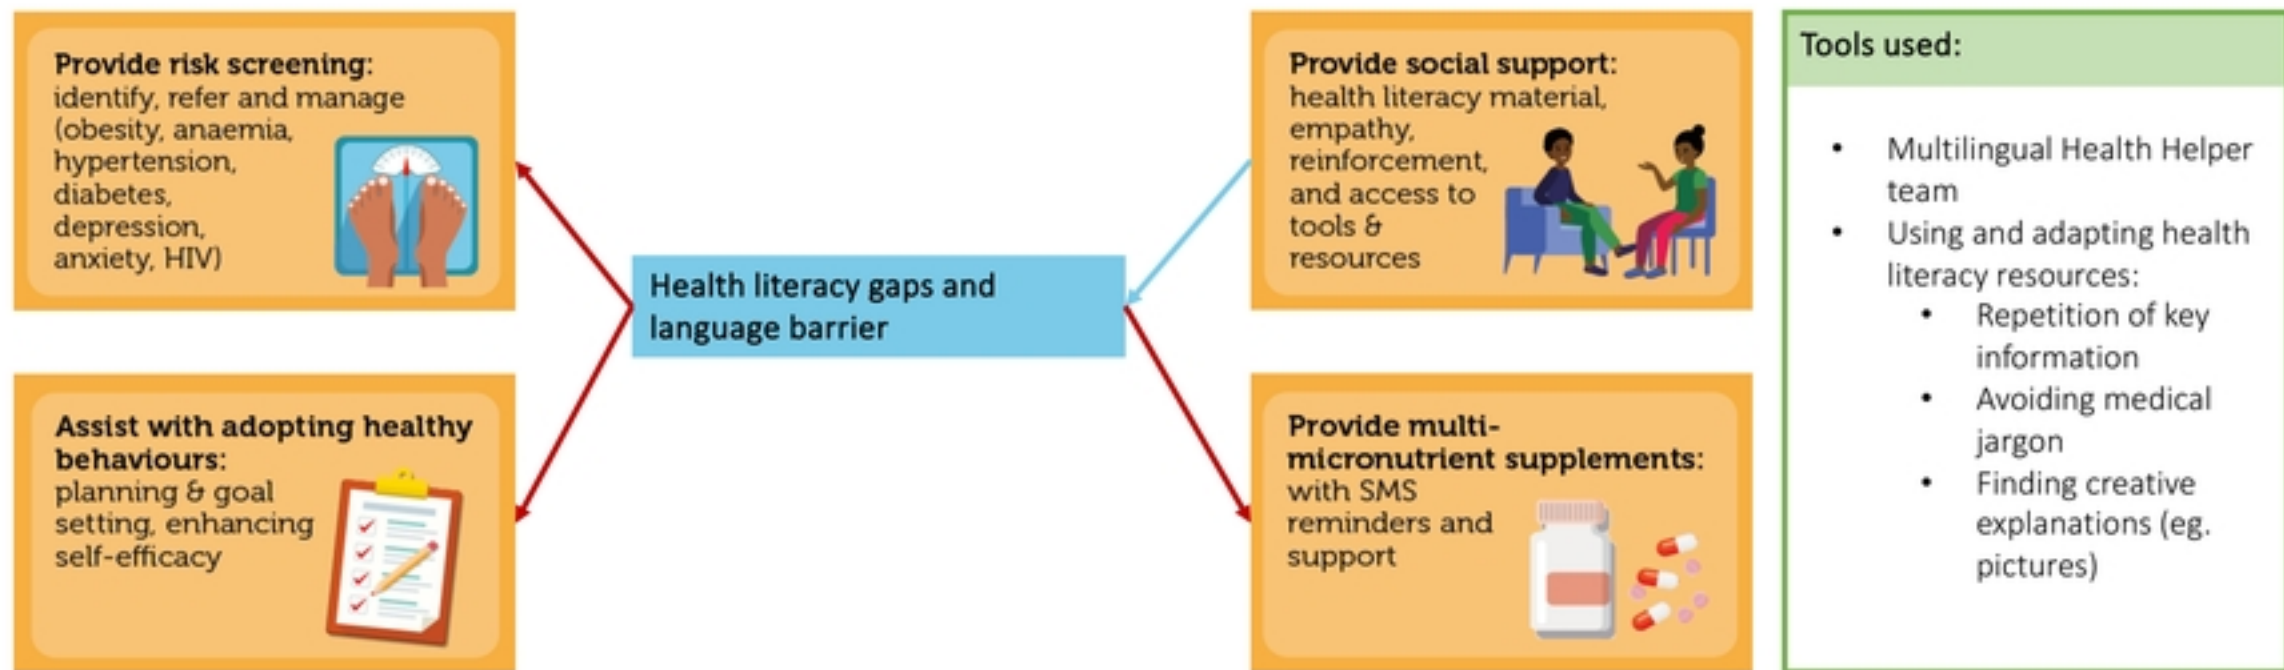 Provide risk screening:
identify, refer and manage
(obesity, anaemia,
hypertension,
diabetes,
depression,
anxiety, HIV)
Assist with adopting healthy
behaviours:
planning & goal
setting, enhancing
self-efficacy
Health literacy gaps and
language barrier
Provide social support:
health literacy material,
empathy,
reinforcement,
and access to
tools &
resources
Provide multi-
micronutrient supplements:
with SMS
reminders and
support
Tools used:
• Multilingual Health Helper
team
• Using and adapting health
literacy resources:
• Repetition of key
information
• Avoiding medical
jargon
• Finding creative
explanations (eg.
pictures)